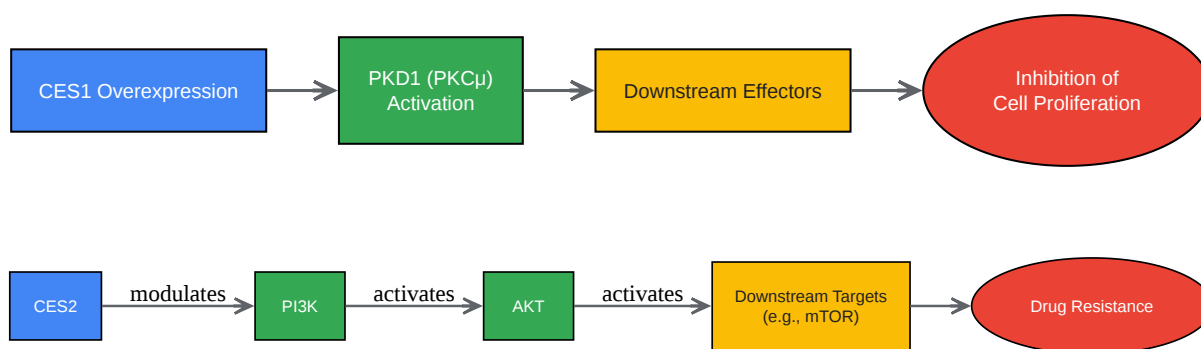 CES1 Overexpression
PKD1 (PKCμ)
Activation
Downstream Effectors
Inhibition of
Cell Proliferation
CES2
modulates
PI3K
activates
AKT
activates
Downstream Targets
(e.g., mTOR)
Drug Resistance